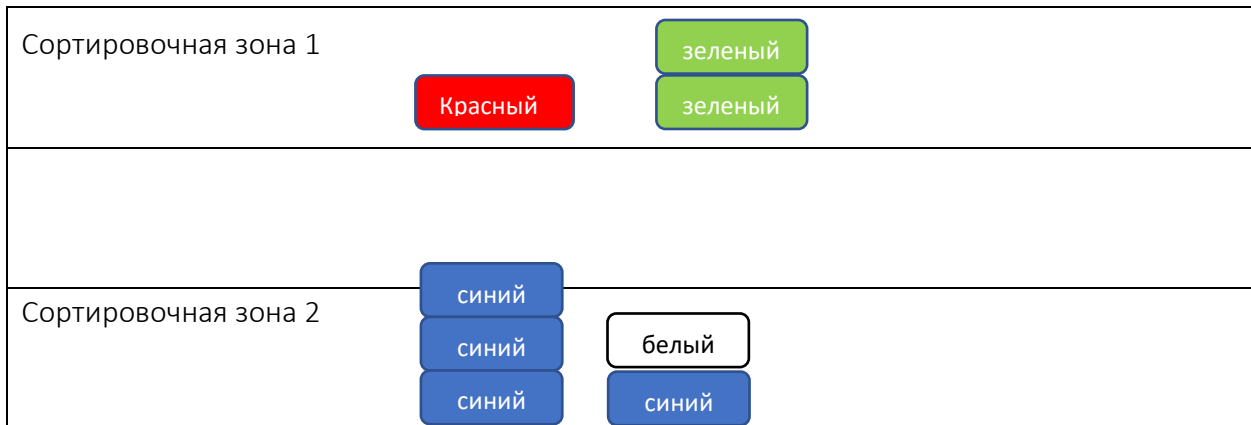 Сортировочная зона 1
зеленый
Красный
зеленый
синий
Сортировочная зона 2
синий
белый
синий
синий